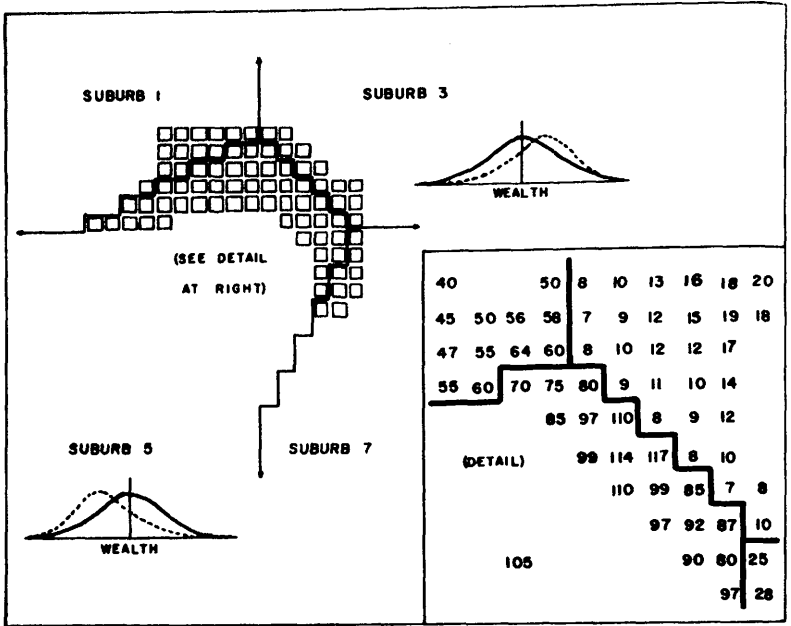 SUBURB 1
SUBURB 3
WEALTH
(SEE DETAIL
AT RIGHT)
SUBURB 5
SUBURB 7
WEALTH
40 50 8 10 13 16 18 20
45 50 56 58 7 9 12 15 19 18
47 55 64 60 8 10 12 12 17
55 60 70 75 80 9 11 10 14
85 97 110 8 9 12
(DETAIL) 99 114 117 8 10
110 99 85 7 8
97 92 87 10
105 90 80 25
97 28